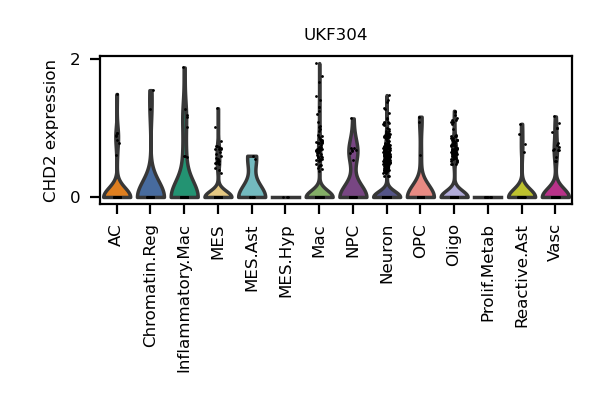 UKF304
CHD2 expression
2
0
AC
Chromatin.Reg
Inflammatory.Mac
MES
MES.Ast
MES.Hyp
Mac
NPC
Neuron
OPC
Oligo
Prolif.Metab
Reactive.Ast
Vasc